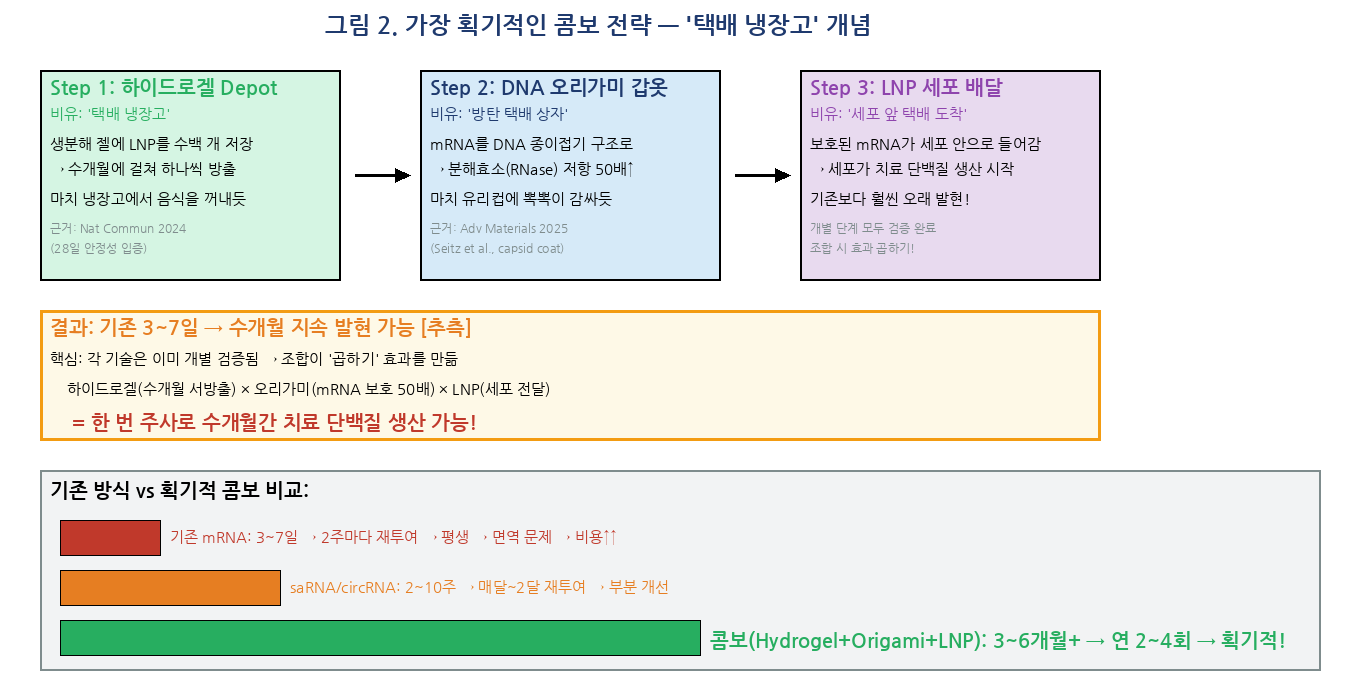 그림 2. 가장 획기적인 콤보 전략 — '택배 냉장고' 개념
Step 1: 하이드로겔 Depot
비유: '택배 냉장고'
생분해 젤에 LNP를 수백 개 저장
→ 수개월에 걸쳐 하나씩 방출
마치 냉장고에서 음식을 꺼내듯
근거: Nat Commun 2024
(28일 안정성 입증)
Step 2: DNA 오리가미 갑옷
비유: '방탄 택배 상자'
mRNA를 DNA 종이접기 구조로
→ 분해효소(RNase) 저항 50배↑
마치 유리컵에 뽁뽁이 감싸듯
근거: Adv Materials 2025
(Seitz et al., capsid coat)
Step 3: LNP 세포 배달
비유: '세포 앞 택배 도착'
보호된 mRNA가 세포 안으로 들어감
→ 세포가 치료 단백질 생산 시작
기존보다 훨씬 오래 발현!
개별 단계 모두 검증 완료
조합 시 효과 곱하기!
결과: 기존 3~7일 → 수개월 지속 발현 가능 [추측]
핵심: 각 기술은 이미 개별 검증됨 → 조합이 '곱하기' 효과를 만듦
하이드로겔(수개월 서방출) × 오리가미(mRNA 보호 50배) × LNP(세포 전달)
= 한 번 주사로 수개월간 치료 단백질 생산 가능!
기존 방식 vs 획기적 콤보 비교:
기존 mRNA: 3~7일 → 2주마다 재투여 → 평생 → 면역 문제 → 비용↑↑
saRNA/circRNA: 2~10주 → 매달~2달 재투여 → 부분 개선
콤보(Hydrogel+Origami+LNP): 3~6개월+ → 연 2~4회 → 획기적!